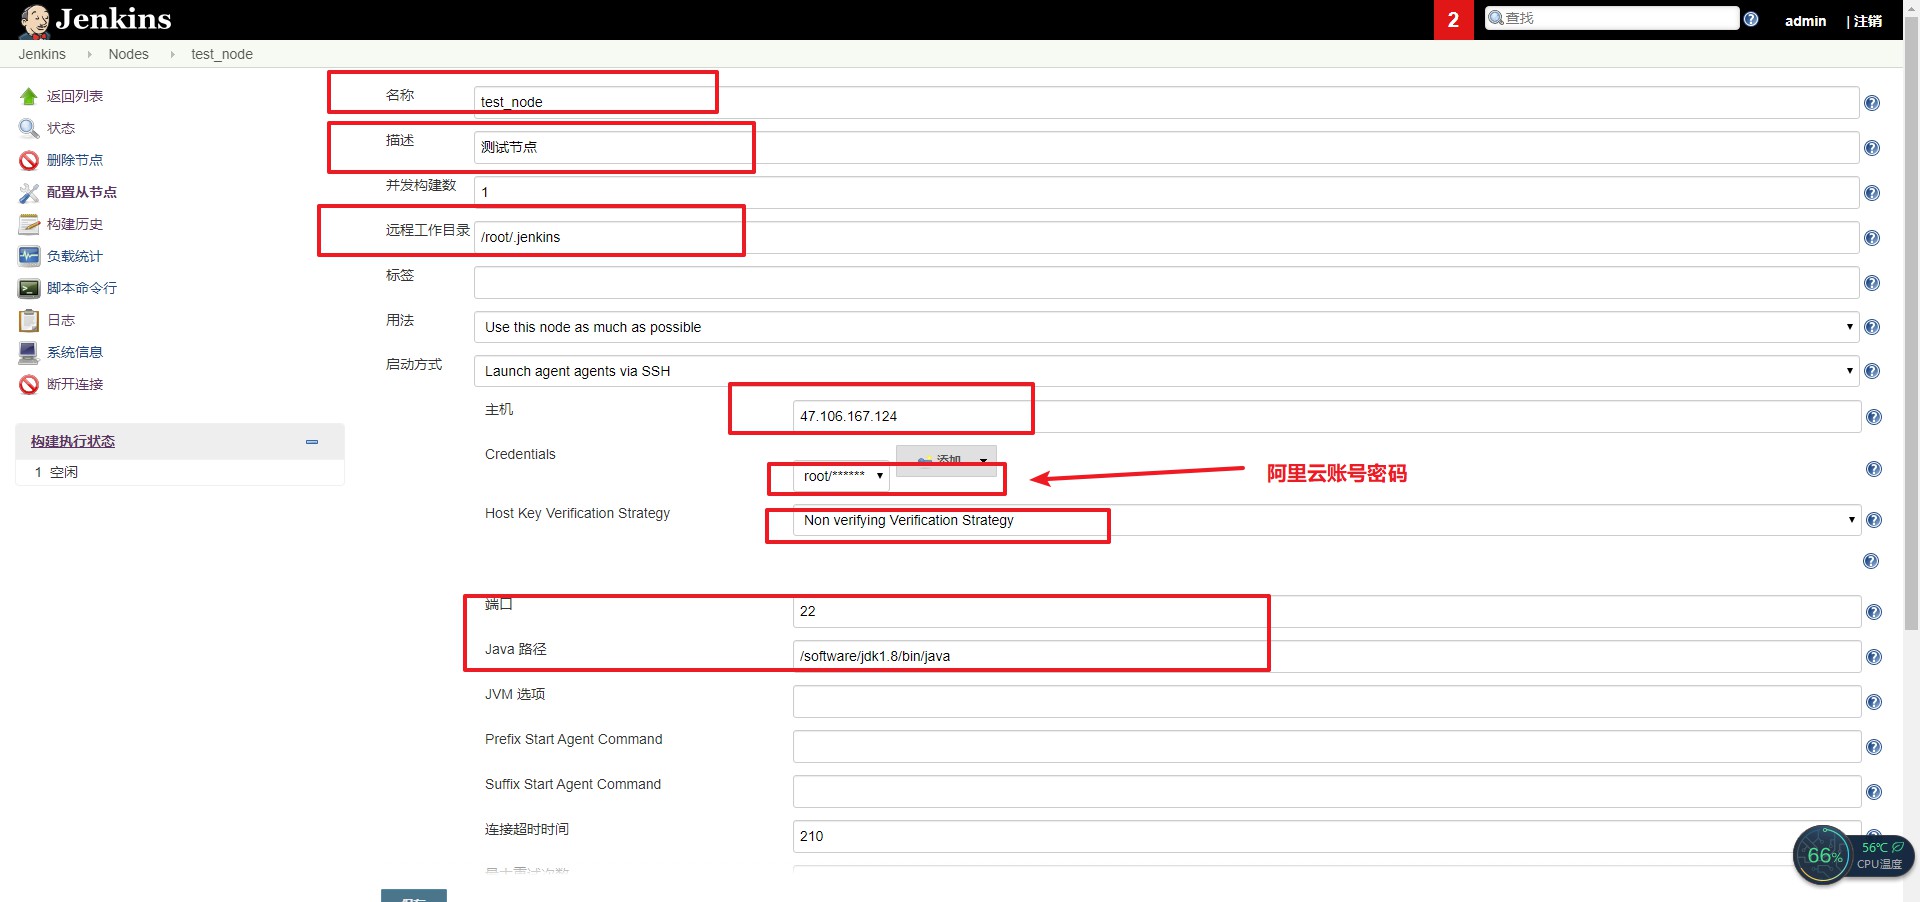 Jenkins
2
查找
admin
| 注销
Jenkins
Nodes
test_node
返回列表
状态
删除节点
配置从节点
构建历史
负载统计
脚本命令行
日志
系统信息
断开连接
构建执行状态
1 空闲
名称
test_node
描述
测试节点
并发构建数
1
远程工作目录
/root/.jenkins
标签
用法
Use this node as much as possible
启动方式
Launch agent agents via SSH
主机
47.106.167.124
Credentials
添加
root/******
阿里云账号密码
Host Key Verification Strategy
Non verifying Verification Strategy
端口
22
Java 路径
/software/jdk1.8/bin/java
JVM 选项
Prefix Start Agent Command
Suffix Start Agent Command
连接超时时间
210
最大重试次数
66%
56℃
CPU温度